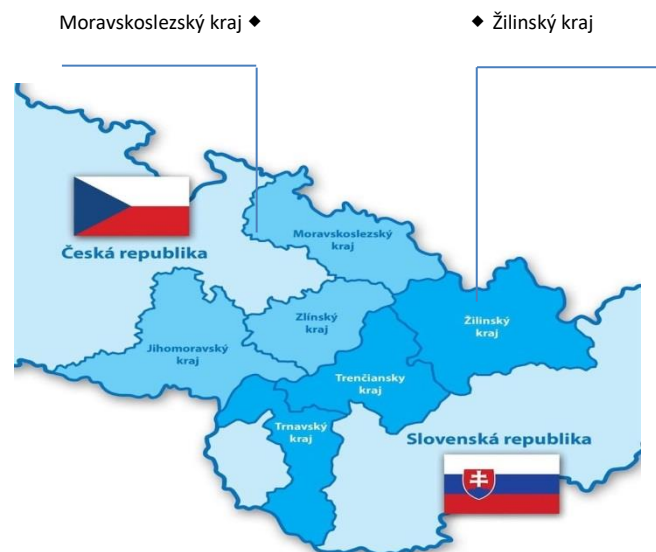 Moravskoslezský kraj ◆
◆ Žilinský kraj
Moravskoslezský
kraj
Česká republika
Zlínský
kraj
Žilinský
kraj
Jihomoravský
kraj
Trenčiansky
kraj
Trnavský
kraj
Slovenská republika